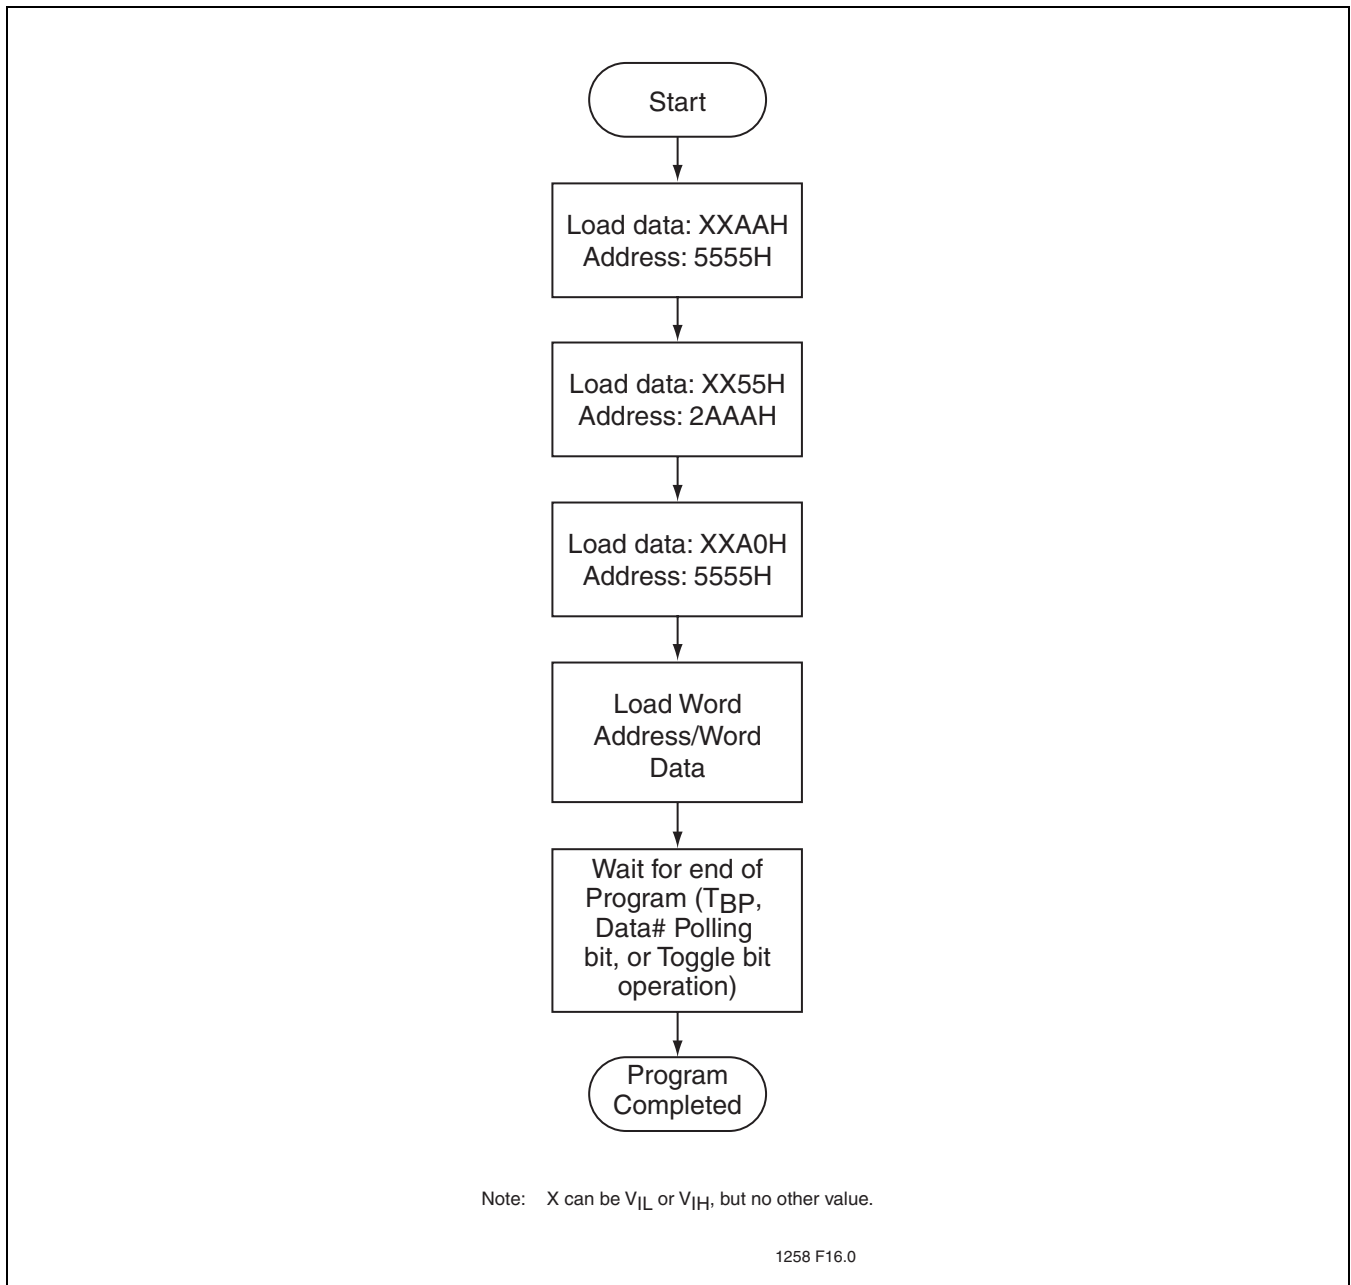 Start
Load data: XXAAH
Address: 5555H
Load data: XX55H
Address: 2AAAH
Load data: XXA0H
Address: 5555H
Load Word
Address/Word
Data
Wait for end of
Program (TBP,
Data# Polling
bit, or Toggle bit
operation)
Program
Completed
Note: X can be VIL or VIH, but no other value.
1258 F16.0